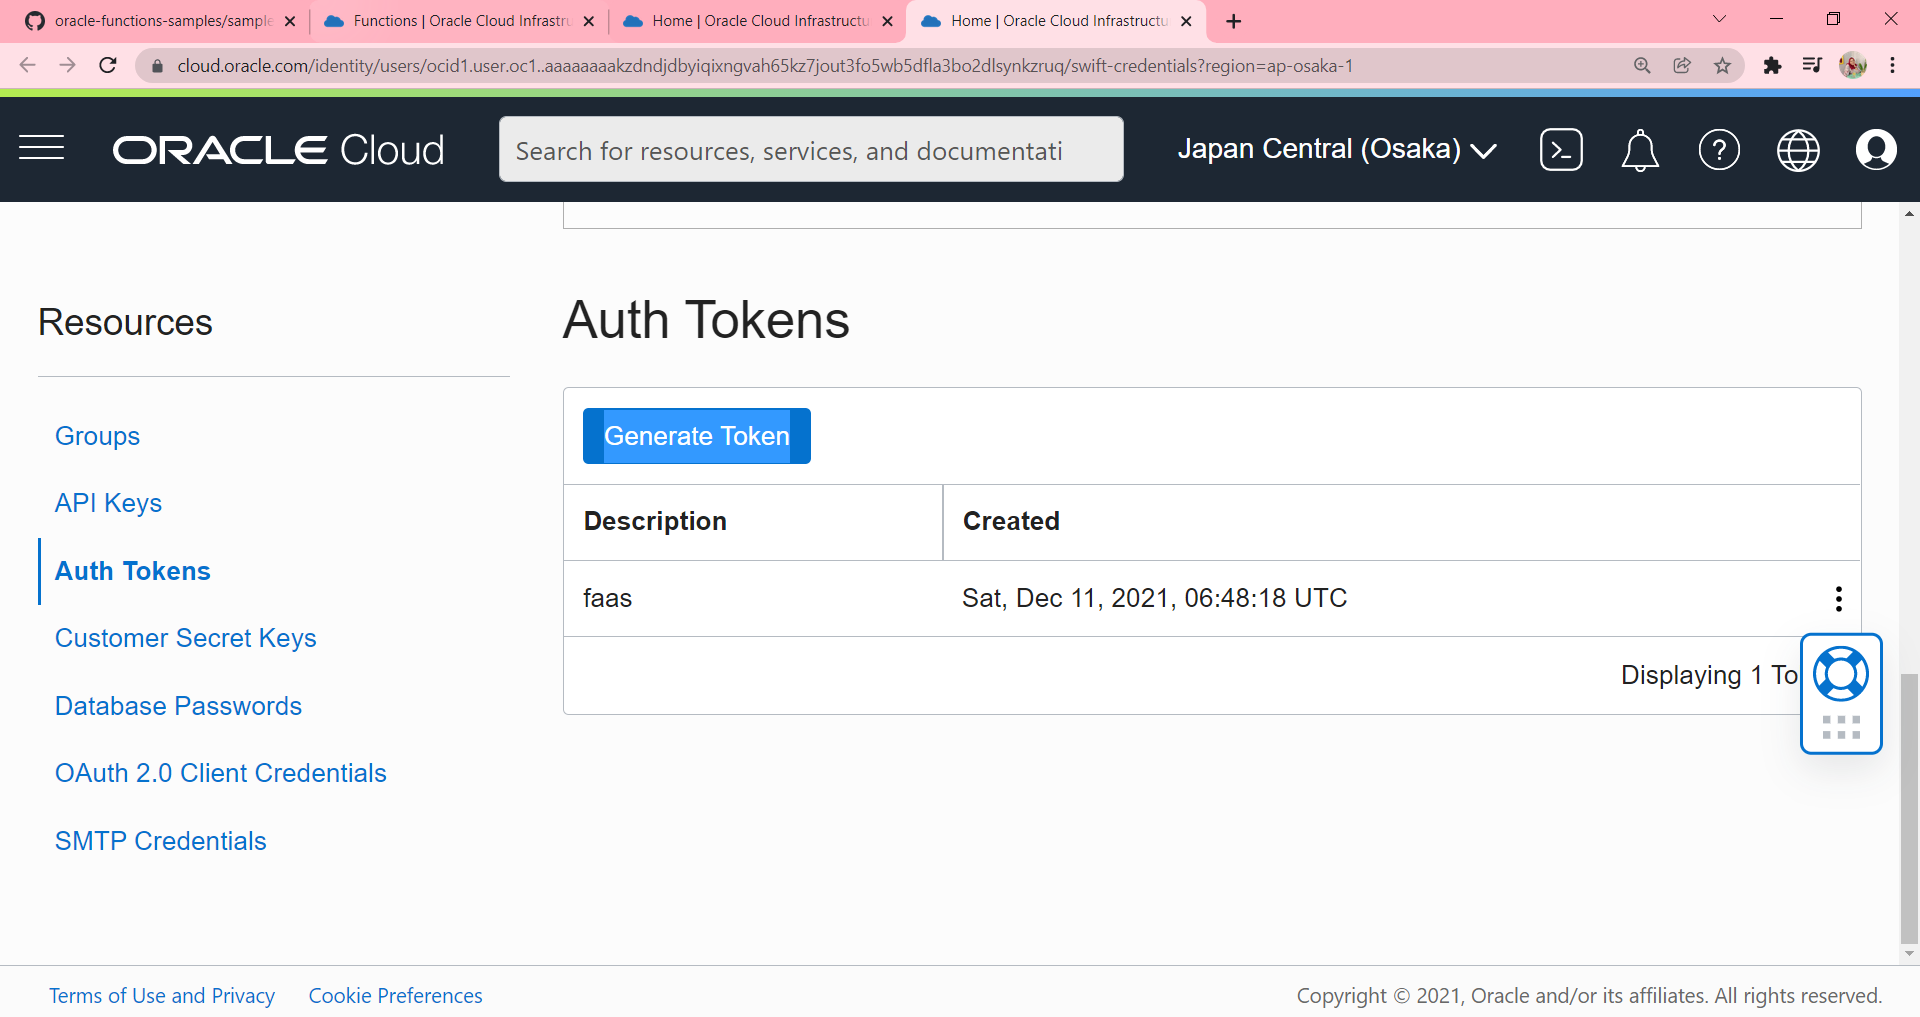 oracle-functions-samples/sample
Functions | Oracle Cloud Infrastru
Home | Oracle Cloud Infrastructu
Home | Oracle Cloud Infrastructu
cloud.oracle.com/identity/users/ocid1.user.oc1..aaaaaaaakzdndjdbyiqixngvah65kz7jout3fo5wb5dfla3bo2dlsynkzruq/swift-credentials?region=ap-osaka-1
ORACLE Cloud
Search for resources, services, and documentati
Japan Central (Osaka)
Resources
Groups
API Keys
Auth Tokens
Customer Secret Keys
Database Passwords
OAuth 2.0 Client Credentials
SMTP Credentials
Auth Tokens
Generate Token
Description Created
faas Sat, Dec 11, 2021, 06:48:18 UTC
Displaying 1 To
Terms of Use and Privacy Cookie Preferences
Copyright © 2021, Oracle and/or its affiliates. All rights reserved.